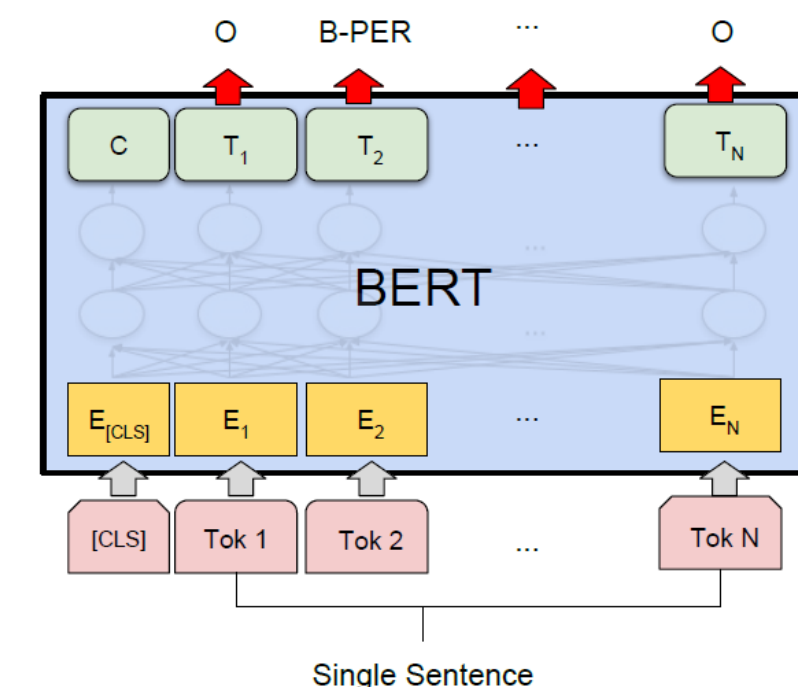 O B-PER ... O
C T1 T2 ... TN
...
BERT
...
E[CLS] E1 E2 ... EN
[CLS] Tok 1 Tok 2 ... Tok N
Single Sentence